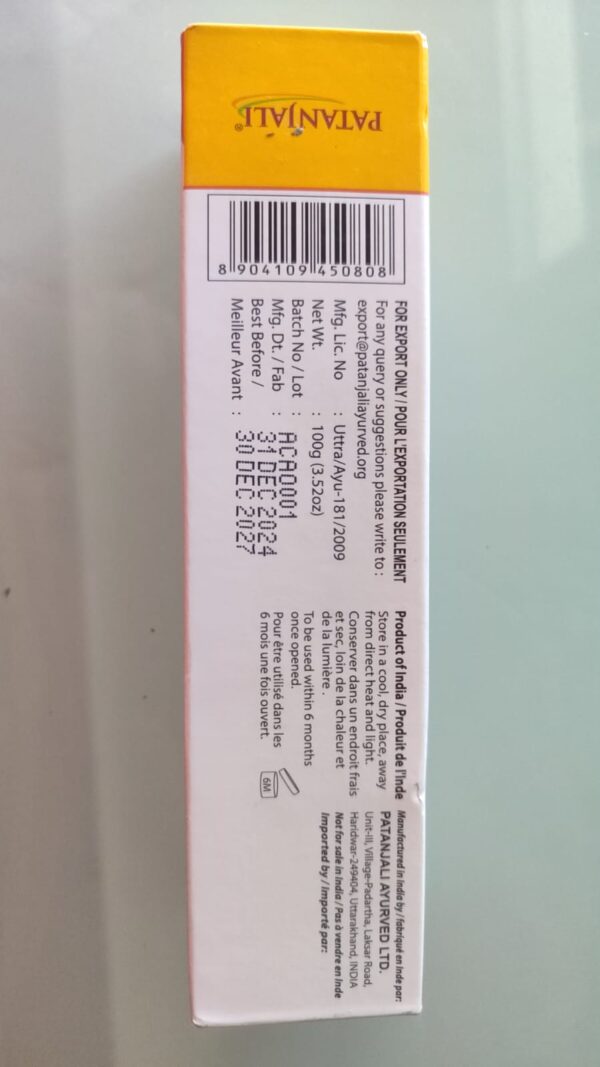 PATANJALI®
8 904109 450808
FOR EXPORT ONLY / POUR L'EXPORTATION SEULEMENT
For any query or suggestions please write to :
export@patanjaliayurved.org
Mfg. Lic. No : Uttra/Ayu-181/2009
Net Wt. : 100g (3.52oz)
Batch No / Lot : ACA0001
Mfg. Dt. / Fab : 31 DEC 2024
Best Before /
Meilleur Avant : 30 DEC 2027
Product of India / Produit de l'Inde
Store in a cool, dry place, away
from direct heat and light.
Conserver dans un endroit frais
et sec, loin de la chaleur et
de la lumière .
To be used within 6 months
once opened.
Pour être utilisé dans les
6 mois une fois ouvert.
6M
Manufactured in India by / fabriqué en Inde par:
PATANJALI AYURVED LTD.
Unit-III, Village-Padartha, Laksar Road,
Haridwar-249404, Uttarakhand, INDIA
Not for sale in India / Pas à vendre en Inde
Imported by / Importé par: